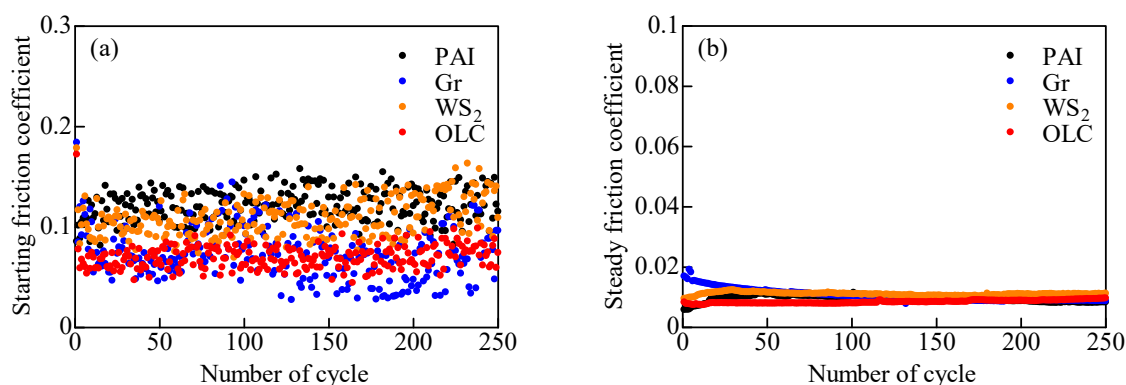 (a)
PAI
Gr
WS₂
OLC
Starting friction coefficient
0.3
0.2
0.1
0
0
50
100
150
200
250
Number of cycle
(b)
PAI
Gr
WS₂
OLC
Steady friction coefficient
0.1
0.08
0.06
0.04
0.02
0
0
50
100
150
200
250
Number of cycle